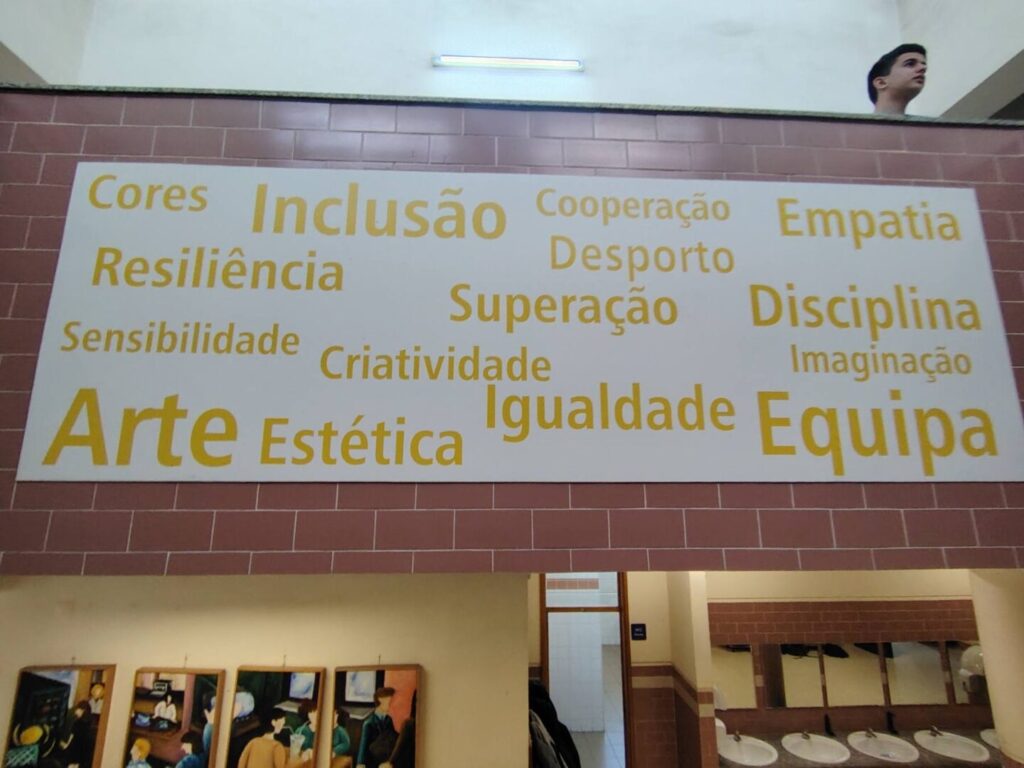 Cores Inclusão Cooperação Empatia
Resiliência Desporto
Superação Disciplina
Sensibilidade Criatividade Imaginação
Arte Estética Igualdade Equipa